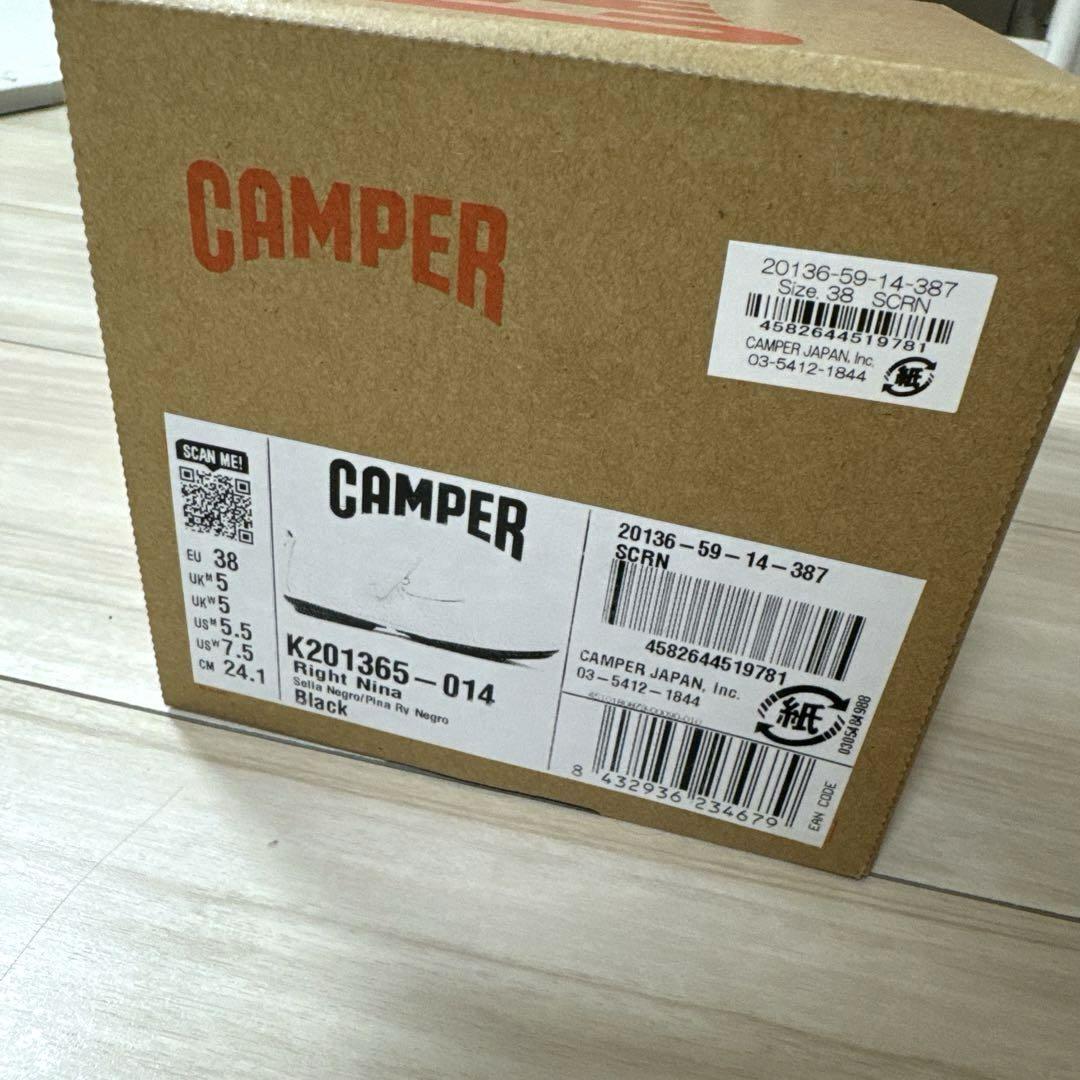 CAMPER
20136-59-14-387
Size. 38 SCRN
4582644519781
CAMPER JAPAN, Inc.
03-5412-1844
紙
SCAN ME!
EU 38
UKᴹ 5
UKᵂ 5
USᴹ 5.5
USᵂ 7.5
CM 24.1
CAMPER
K201365-014
Right Nina
Sella Negro/Pina Ry Negro
Black
20136-59-14-387
SCRN
4582644519781
CAMPER JAPAN, Inc.
03-5412-1844
紙
8 432936 234679
EAN CODE